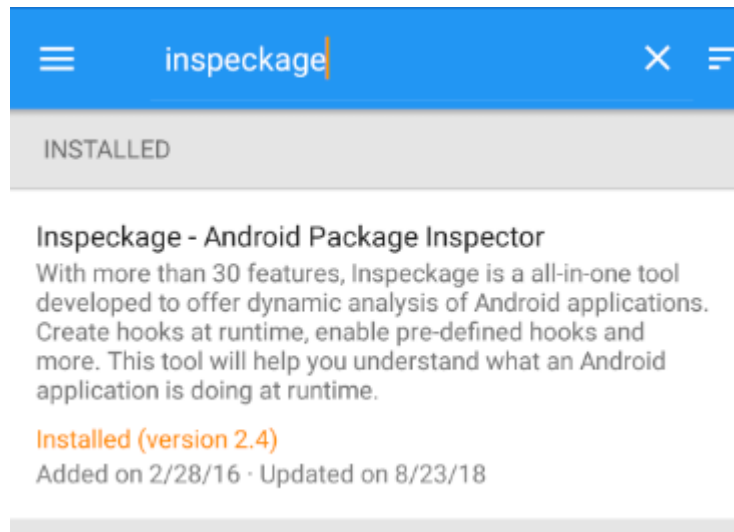 inspeckage
INSTALLED
Inspeckage - Android Package Inspector
With more than 30 features, Inspeckage is a all-in-one tool
developed to offer dynamic analysis of Android applications.
Create hooks at runtime, enable pre-defined hooks and
more. This tool will help you understand what an Android
application is doing at runtime.
Installed (version 2.4)
Added on 2/28/16 · Updated on 8/23/18